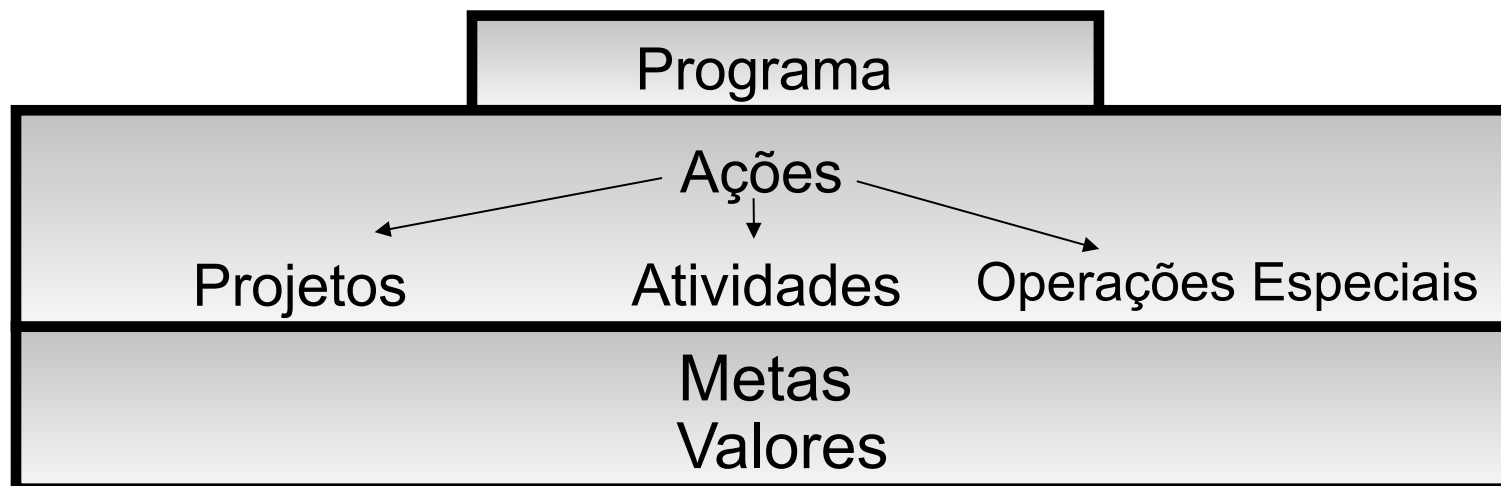 Programa
Ações
Projetos Atividades Operações Especiais
Metas
Valores